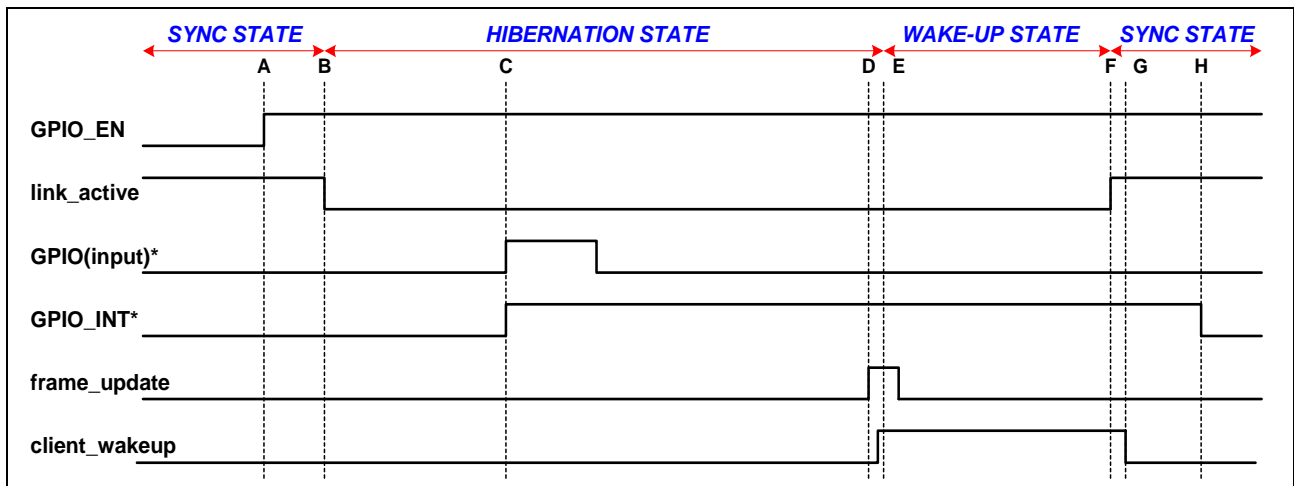 SYNC STATE HIBERNATION STATE WAKE-UP STATE SYNC STATE
A B C D E F G H
GPIO_EN
link_active
GPIO(input)*
GPIO_INT*
frame_update
client_wakeup